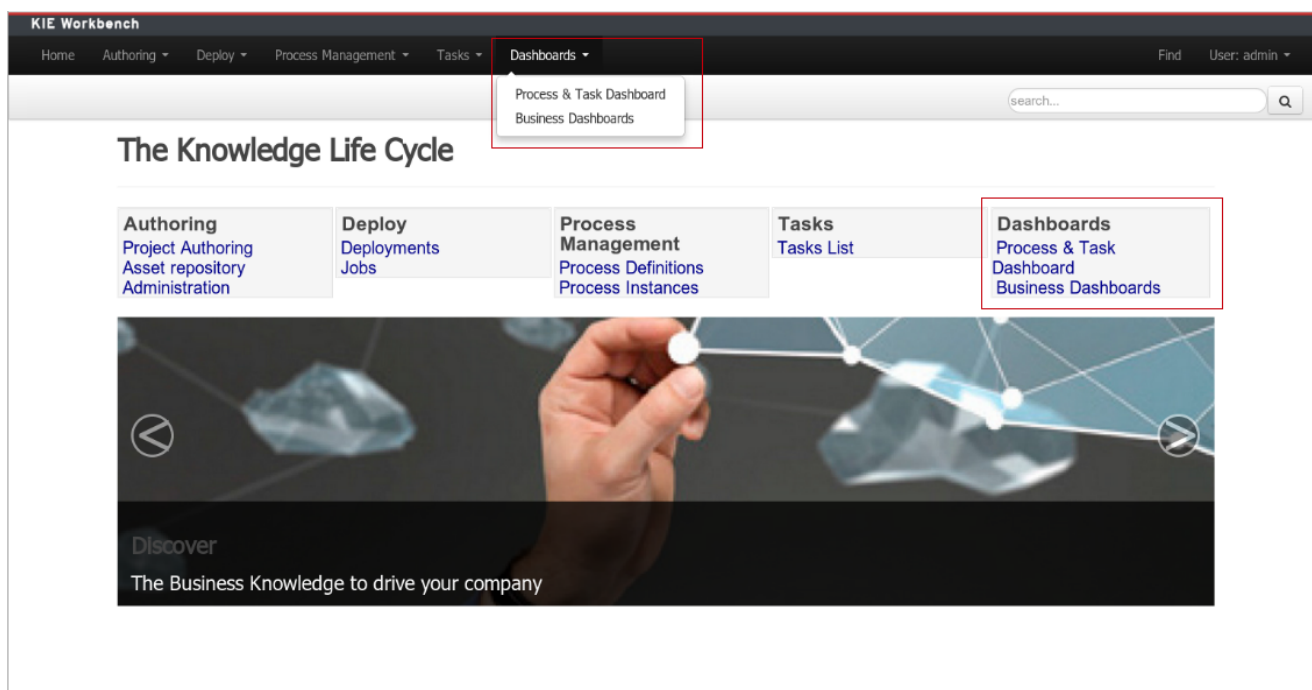 KIE Workbench
Home Authoring Deploy Process Management Tasks Dashboards Find User: admin
Process & Task Dashboard
Business Dashboards
search...
The Knowledge Life Cycle
Authoring
Project Authoring
Asset repository
Administration
Deploy
Deployments
Jobs
Process
Management
Process Definitions
Process Instances
Tasks
Tasks List
Dashboards
Process & Task
Dashboard
Business Dashboards
Discover
The Business Knowledge to drive your company